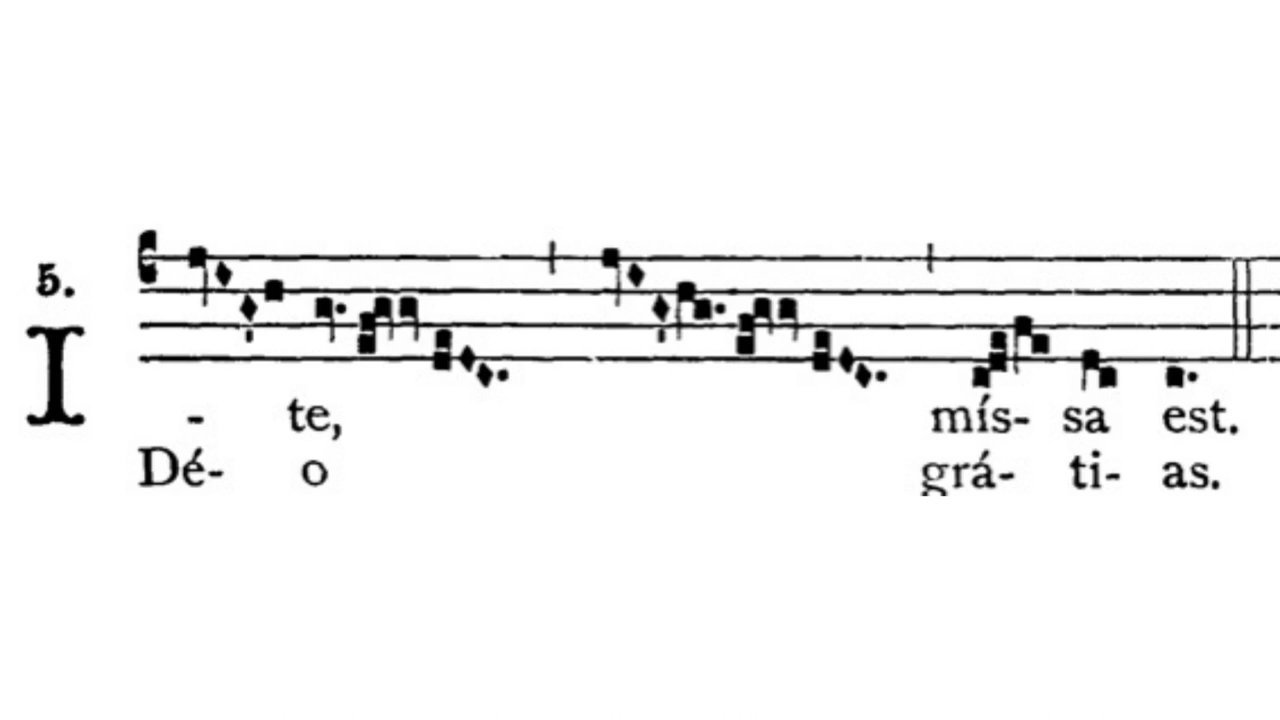 5.
I - te, mís- sa est.
Dé- o grá- ti- as.